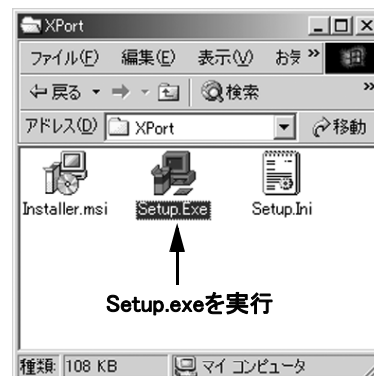 XPort
ファイル(F) 編集(E) 表示(V) お気 »
戻る 検索 »
アドレス(D) XPort 移動
Installer.msi Setup.Exe Setup.Ini
Setup.exeを実行
種類: 108 KB マイ コンピュータ